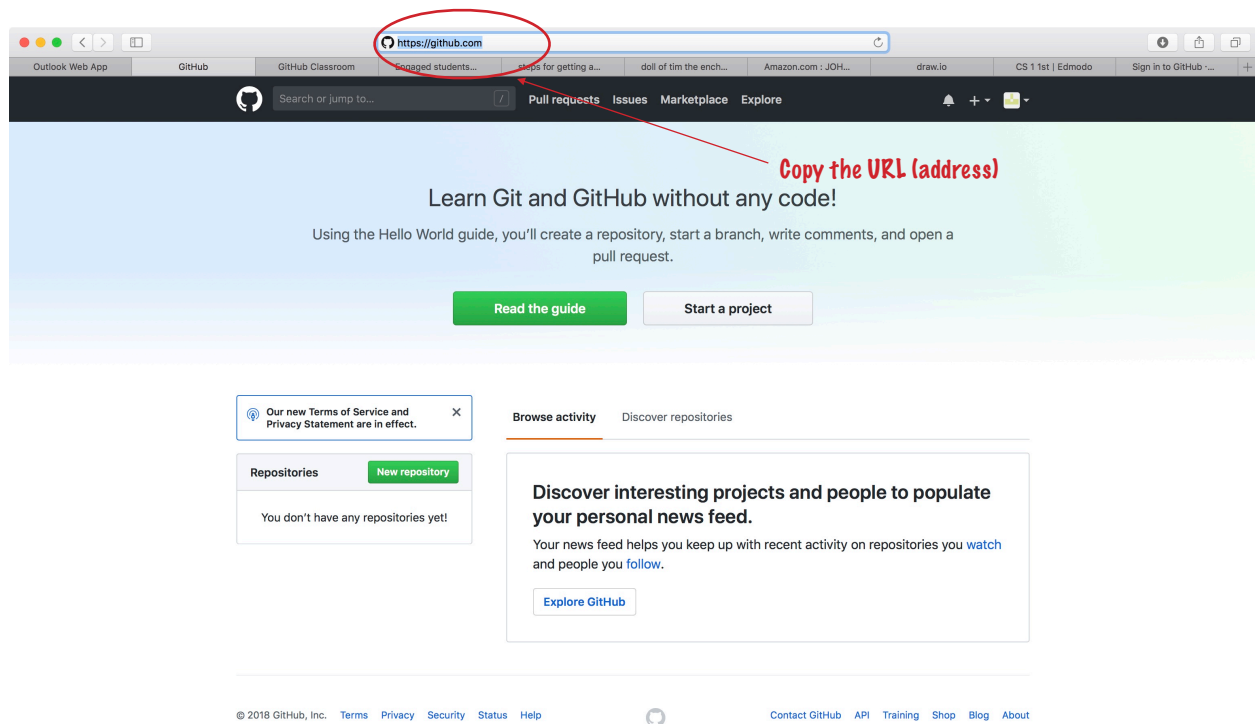 https://github.com
Outlook Web App GitHub GitHub Classroom Engaged students... steps for getting a... doll of tim the ench... Amazon.com : JOH... draw.io CS 1 1st | Edmodo Sign in to GitHub ·...
Search or jump to... / Pull requests Issues Marketplace Explore
Copy the URL (address)
Learn Git and GitHub without any code!
Using the Hello World guide, you’ll create a repository, start a branch, write comments, and open a
pull request.
Read the guide Start a project
Our new Terms of Service and
Privacy Statement are in effect.
Browse activity Discover repositories
Repositories New repository
You don’t have any repositories yet!
Discover interesting projects and people to populate
your personal news feed.
Your news feed helps you keep up with recent activity on repositories you watch
and people you follow.
Explore GitHub
© 2018 GitHub, Inc. Terms Privacy Security Status Help Contact GitHub API Training Shop Blog About